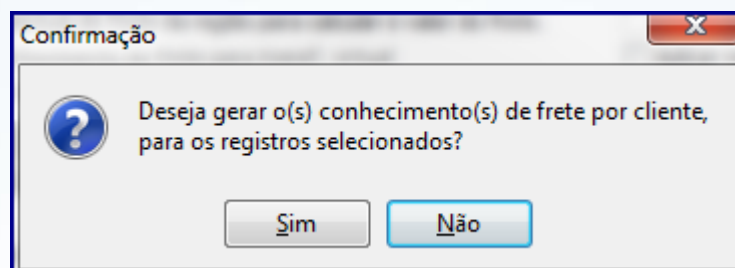 Confirmação
Deseja gerar o(s) conhecimento(s) de frete por cliente,
para os registros selecionados?
Sim
Não